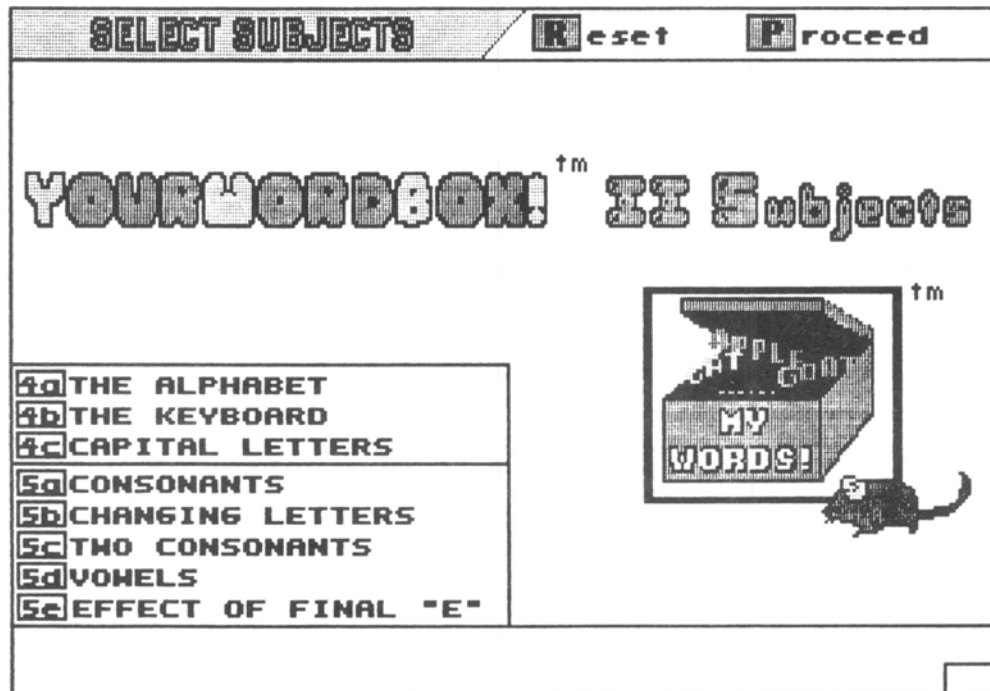 SELECT SUBJECTS Reset Proceed
YOURWORDBOX!™ II Subjects
tm
APPLE
CAT GOAT
MY
WORDS!
4a THE ALPHABET
4b THE KEYBOARD
4c CAPITAL LETTERS
5a CONSONANTS
5b CHANGING LETTERS
5c TWO CONSONANTS
5d VOWELS
5e EFFECT OF FINAL "E"